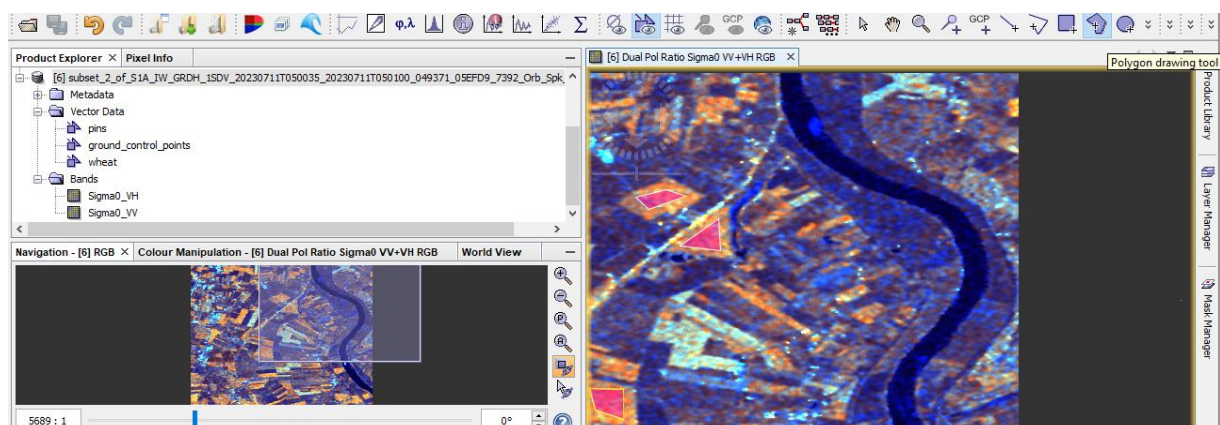 φ,λ
Σ
GCP
GCP
Product Explorer × Pixel Info
[6] subset_2_of_S1A_IW_GRDH_1SDV_20230711T050035_20230711T050100_049371_05EFD9_7392_Orb_Spk_
Metadata
Vector Data
pins
ground_control_points
wheat
Bands
Sigma0_VH
Sigma0_VV
Navigation - [6] RGB × Colour Manipulation - [6] Dual Pol Ratio Sigma0 VV+VH RGB World View
5689 : 1
0°
[6] Dual Pol Ratio Sigma0 VV+VH RGB ×
Polygon drawing tool
Product Library
Layer Manager
Mask Manager